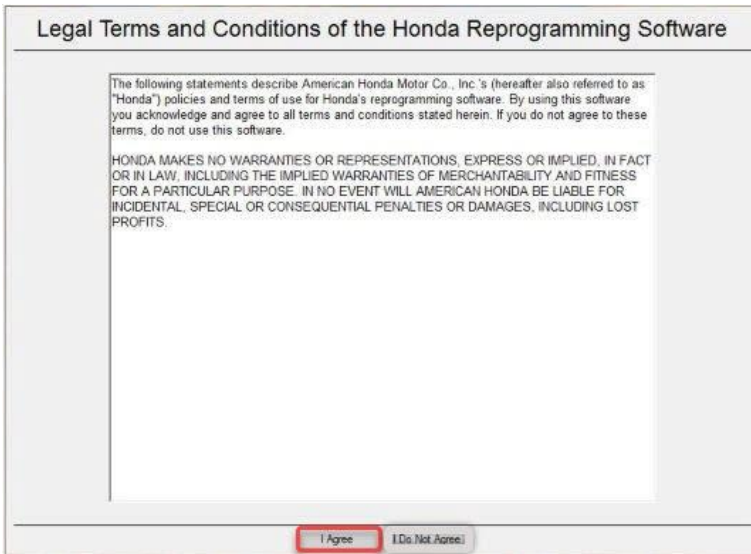 Legal Terms and Conditions of the Honda Reprogramming Software
The following statements describe American Honda Motor Co., Inc.'s (hereafter also referred to as
"Honda") policies and terms of use for Honda's reprogramming software. By using this software
you acknowledge and agree to all terms and conditions stated herein. If you do not agree to these
terms, do not use this software.
HONDA MAKES NO WARRANTIES OR REPRESENTATIONS, EXPRESS OR IMPLIED, IN FACT
OR IN LAW, INCLUDING THE IMPLIED WARRANTIES OF MERCHANTABILITY AND FITNESS
FOR A PARTICULAR PURPOSE. IN NO EVENT WILL AMERICAN HONDA BE LIABLE FOR
INCIDENTAL, SPECIAL OR CONSEQUENTIAL PENALTIES OR DAMAGES, INCLUDING LOST
PROFITS.
I Agree
I Do Not Agree